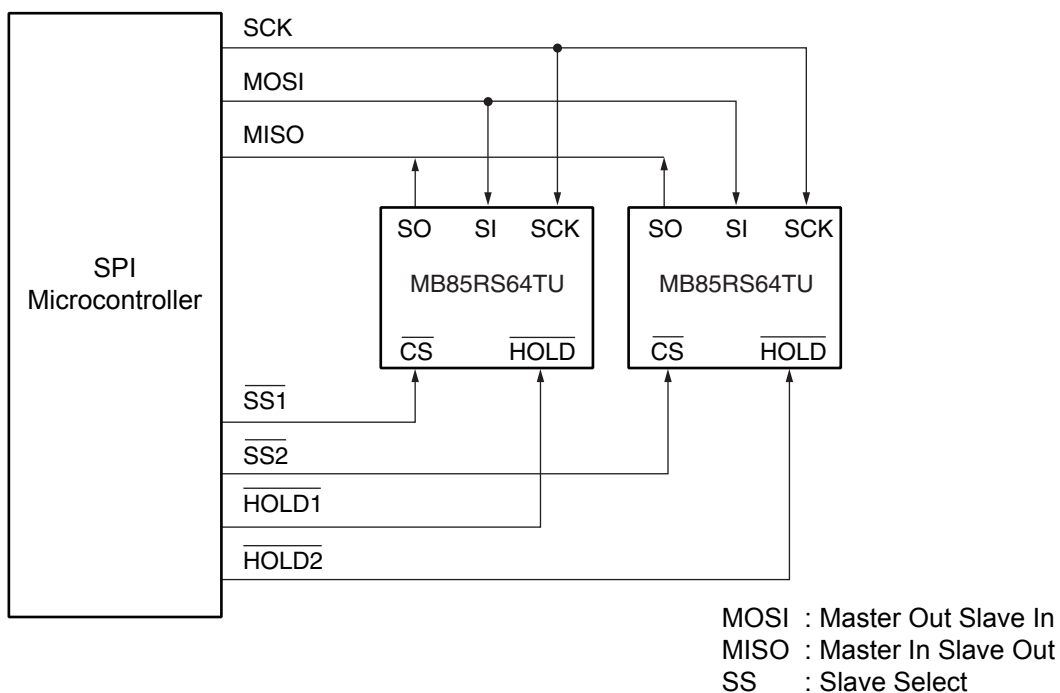 SCK
MOSI
MISO
SO SI SCK
MB85RS64TU
CS HOLD
SO SI SCK
MB85RS64TU
CS HOLD
SPI
Microcontroller
SS1
SS2
HOLD1
HOLD2
MOSI : Master Out Slave In
MISO : Master In Slave Out
SS : Slave Select